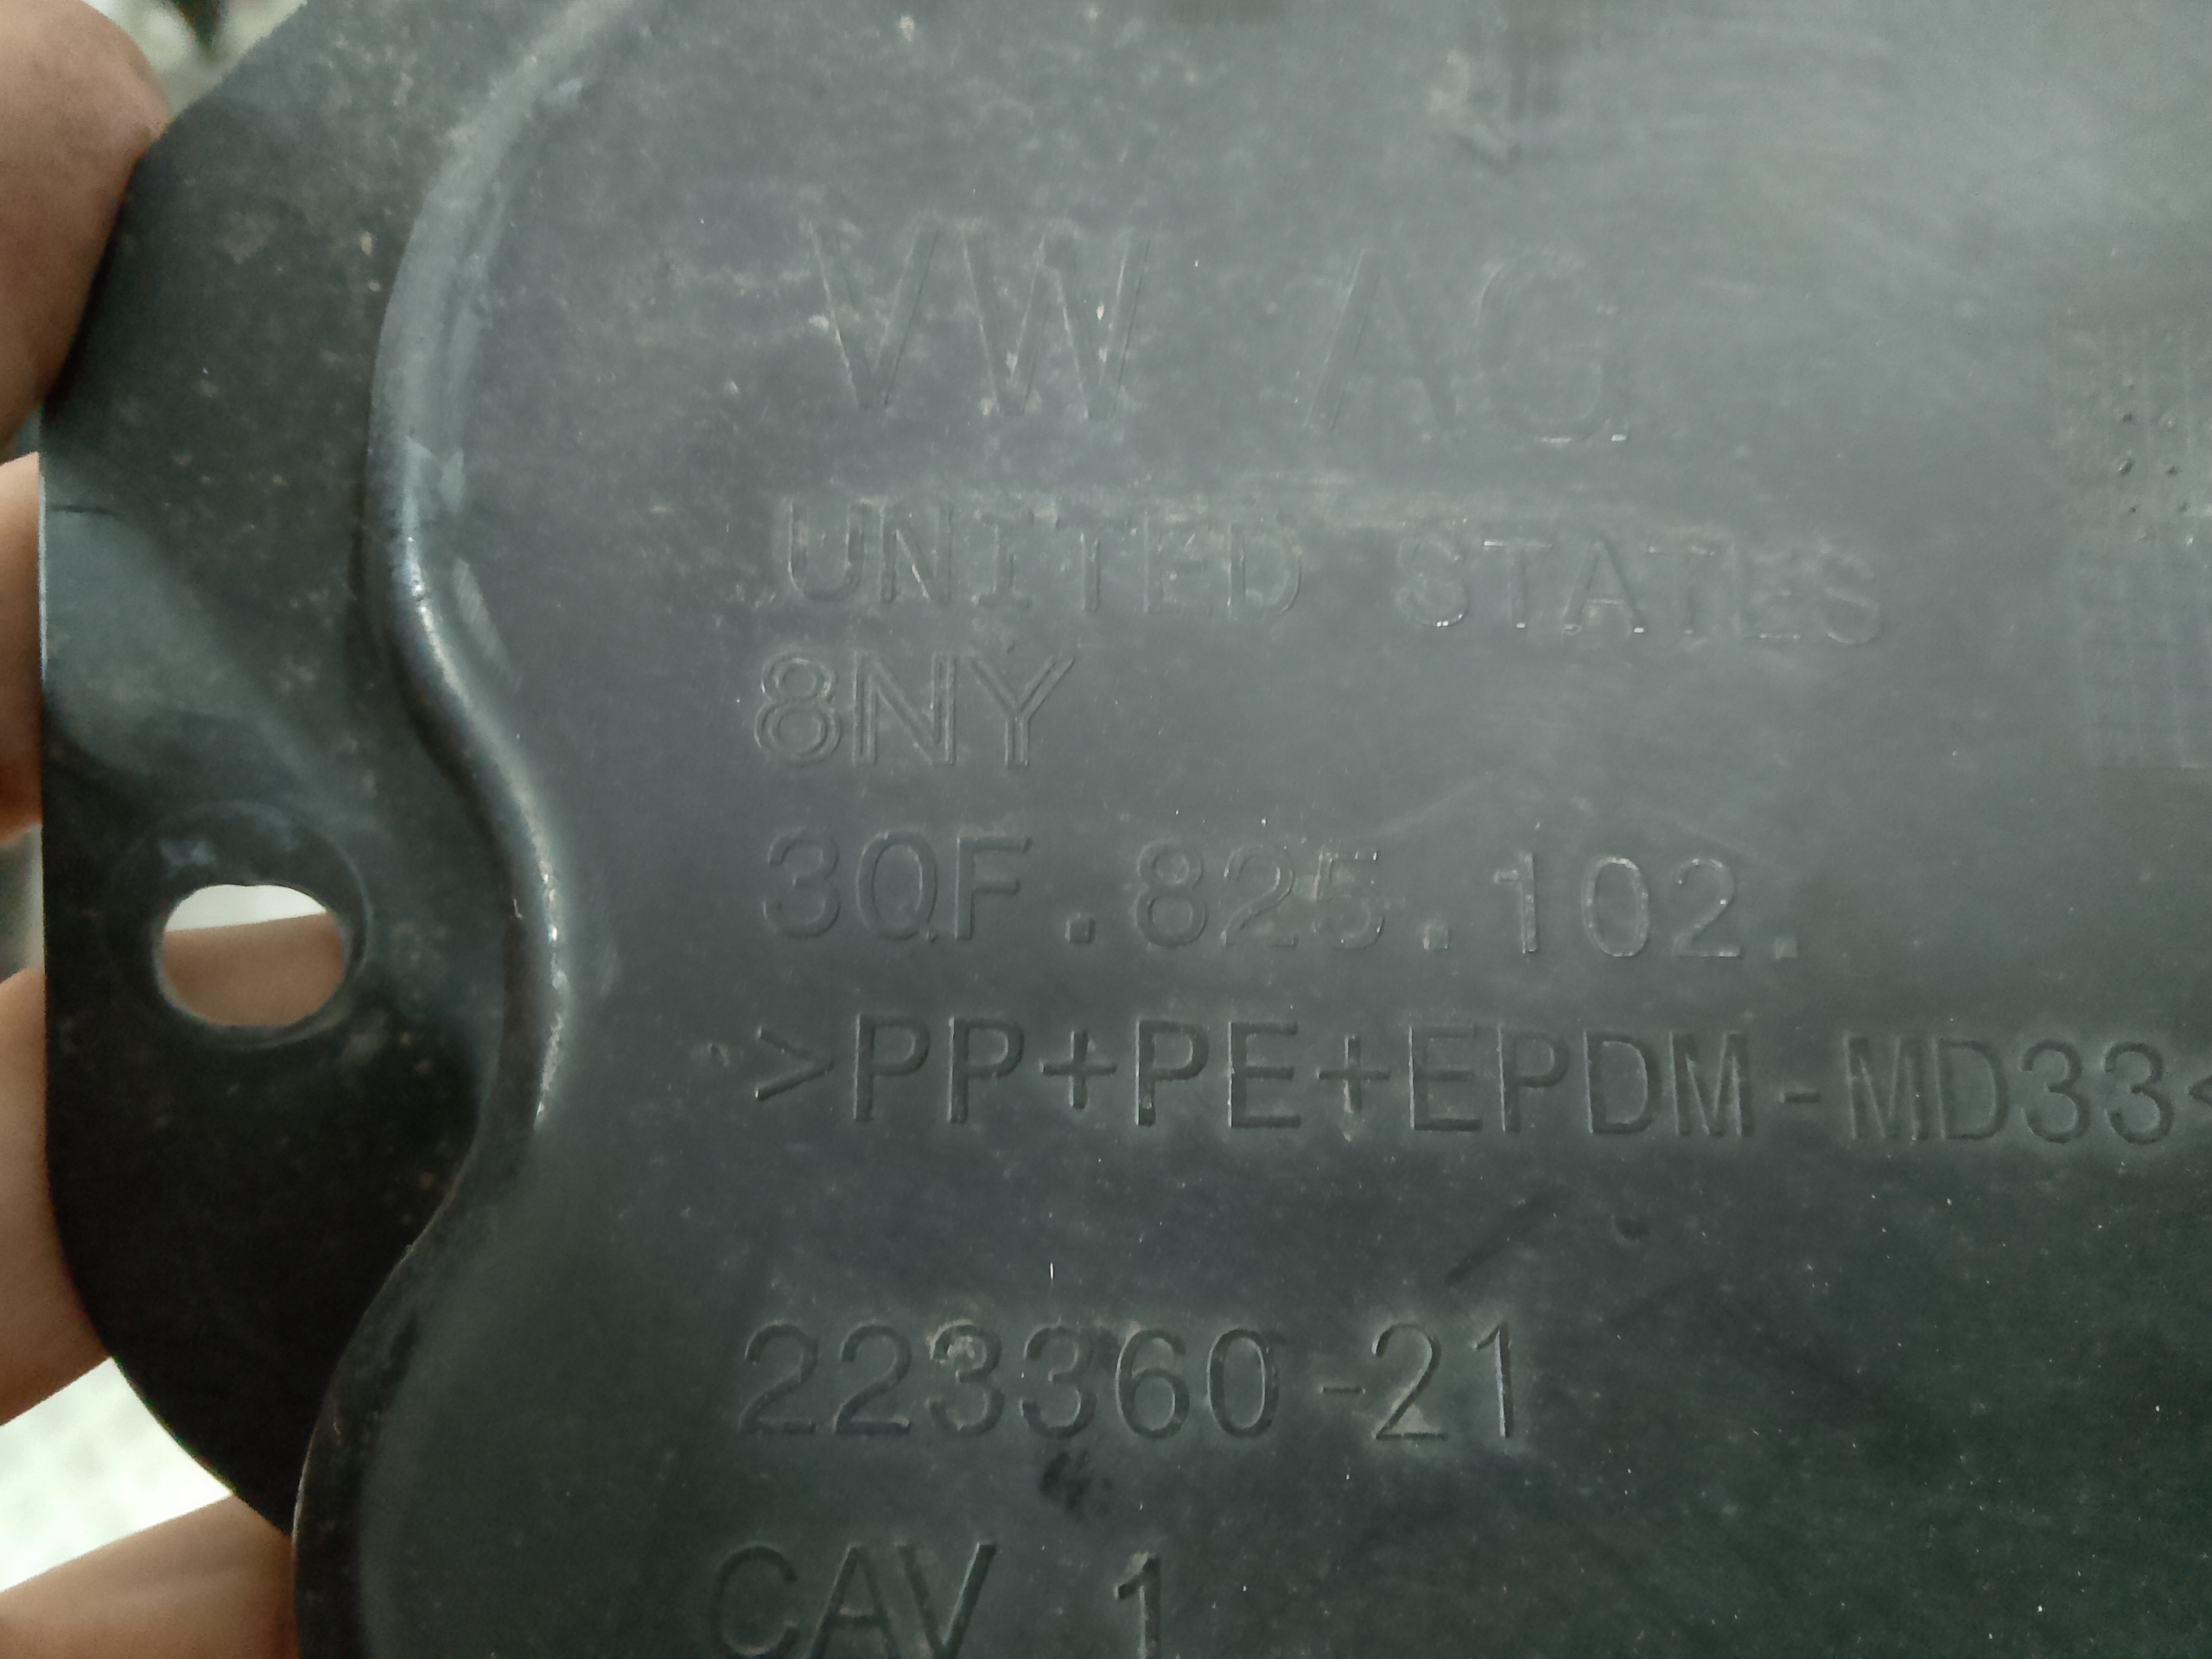 VW AG
UNITED STATES
8NY
3QF.825.102.
>PP+PE+EPDM-MD33<
223360-21
CAV 1